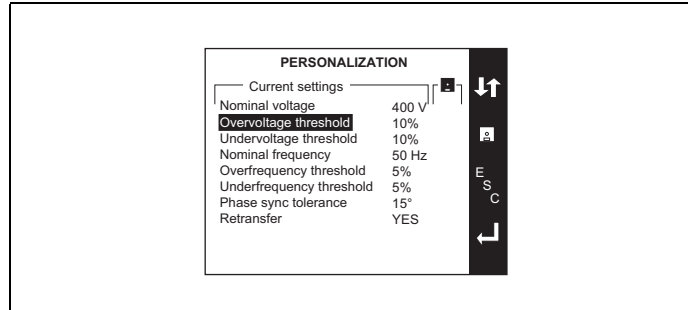 PERSONALIZATION
Current settings
Nominal voltage 400 V
Overvoltage threshold 10%
Undervoltage threshold 10%
Nominal frequency 50 Hz
Overfrequency threshold 5%
Underfrequency threshold 5%
Phase sync tolerance 15°
Retransfer YES
ESC